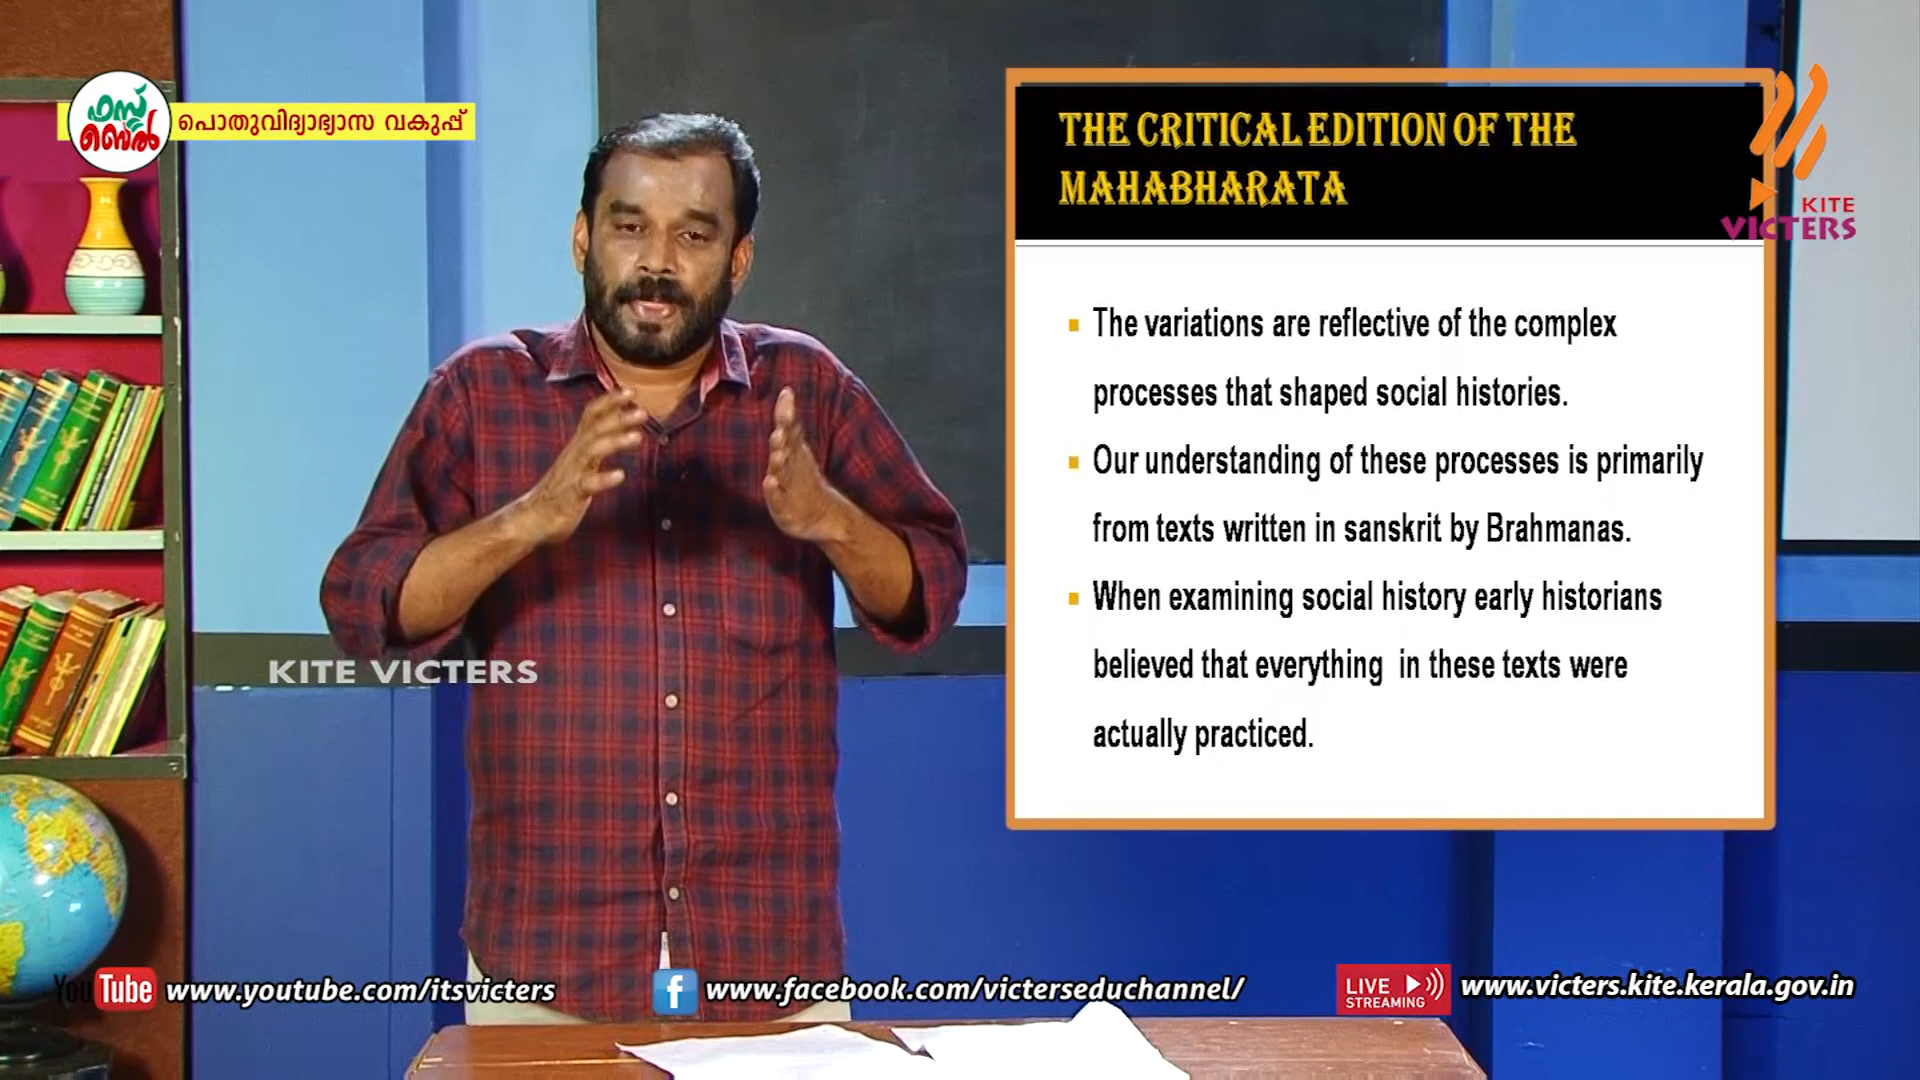 ഫസ്റ്റ്
ബെൽ
പൊതുവിദ്യാഭ്യാസ വകുപ്പ്
THE CRITICAL EDITION OF THE
MAHABHARATA
KITE
VICTERS
The variations are reflective of the complex
processes that shaped social histories.
Our understanding of these processes is primarily
from texts written in sanskrit by Brahmanas.
When examining social history early historians
believed that everything in these texts were
actually practiced.
KITE VICTERS
YouTube www.youtube.com/itsvicters
f www.facebook.com/victerseduchannel/
LIVE
STREAMING
www.victers.kite.kerala.gov.in